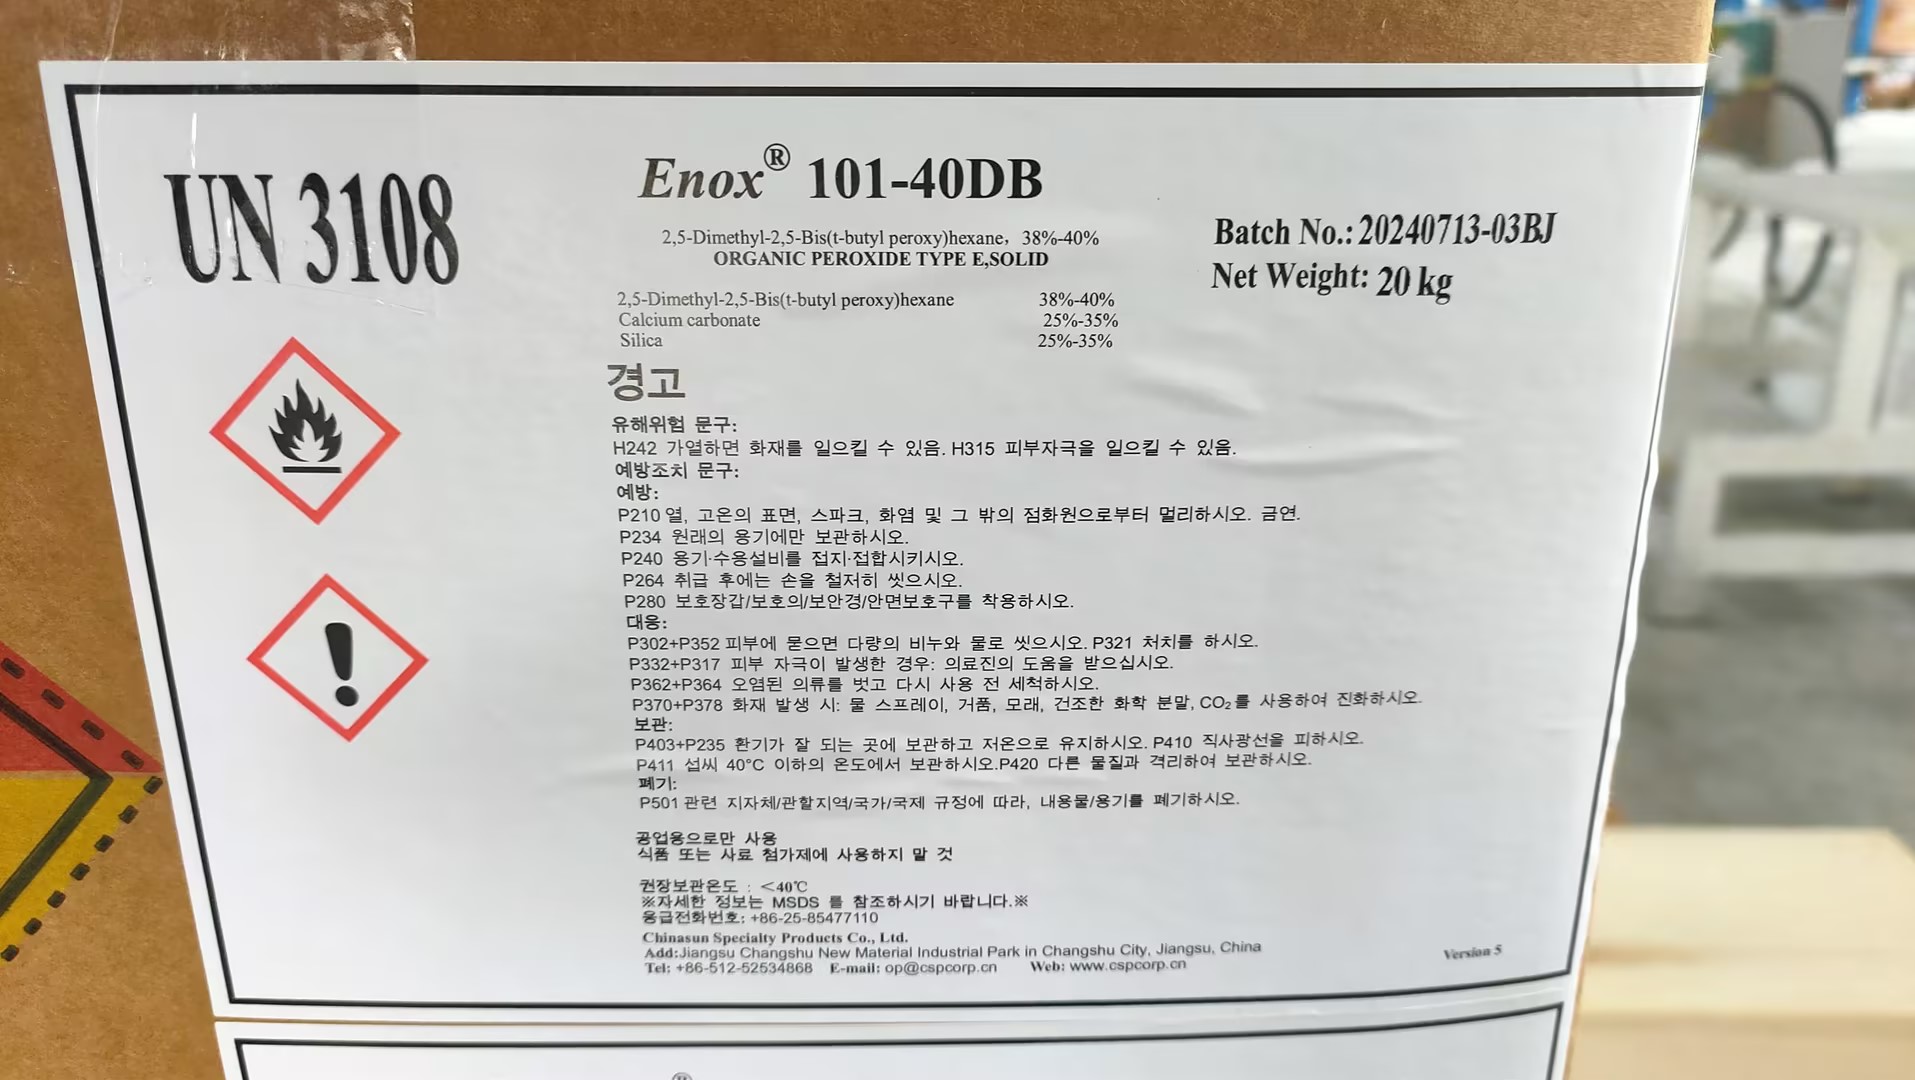 UN 3108
Enox® 101-40DB
2,5-Dimethyl-2,5-Bis(t-butyl peroxy)hexane, 38%-40%
ORGANIC PEROXIDE TYPE E,SOLID
Batch No.: 20240713-03BJ
Net Weight: 20 kg
2,5-Dimethyl-2,5-Bis(t-butyl peroxy)hexane 38%-40%
Calcium carbonate 25%-35%
Silica 25%-35%
경고
유해위험 문구:
H242 가열하면 화재를 일으킬 수 있음. H315 피부자극을 일으킬 수 있음.
예방조치 문구:
예방:
P210 열, 고온의 표면, 스파크, 화염 및 그 밖의 점화원으로부터 멀리하시오. 금연.
P234 원래의 용기에만 보관하시오.
P240 용기·수용설비를 접지·접합시키시오.
P264 취급 후에는 손을 철저히 씻으시오.
P280 보호장갑/보호의/보안경/안면보호구를 착용하시오.
대응:
P302+P352 피부에 묻으면 다량의 비누와 물로 씻으시오. P321 처치를 하시오.
P332+P317 피부 자극이 발생한 경우: 의료진의 도움을 받으십시오.
P362+P364 오염된 의류를 벗고 다시 사용 전 세척하시오.
P370+P378 화재 발생 시: 물 스프레이, 거품, 모래, 건조한 화학 분말, CO₂를 사용하여 진화하시오.
보관:
P403+P235 환기가 잘 되는 곳에 보관하고 저온으로 유지하시오. P410 직사광선을 피하시오.
P411 섭씨 40°C 이하의 온도에서 보관하시오.P420 다른 물질과 격리하여 보관하시오.
폐기:
P501 관련 지자체/관할지역/국가/국제 규정에 따라, 내용물/용기를 폐기하시오.
공업용으로만 사용
식품 또는 사료 첨가제에 사용하지 말 것
권장보관온도 : <40℃
※자세한 정보는 MSDS 를 참조하시기 바랍니다.※
응급전화번호: +86-25-85477110
Chinasun Specialty Products Co., Ltd.
Add:Jiangsu Changshu New Material Industrial Park in Changshu City, Jiangsu, China
Tel: +86-512-52534868 E-mail: op@cspcorp.cn Web: www.cspcorp.cn
Version 5
®